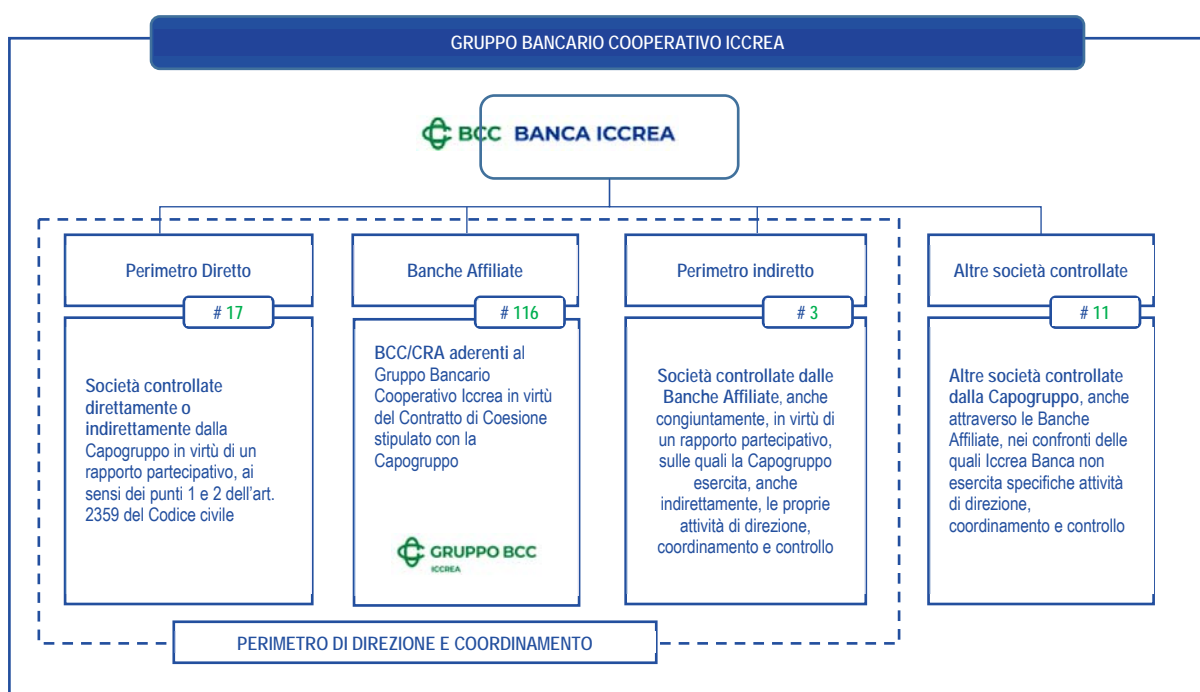 GRUPPO BANCARIO COOPERATIVO ICCREA
BCC BANCA ICCREA
Perimetro Diretto
# 17
Società controllate
direttamente o
indirettamente dalla
Capogruppo in virtù di un
rapporto partecipativo, ai
sensi dei punti 1 e 2 dell'art.
2359 del Codice civile
Banche Affiliate
# 116
BCC/CRA aderenti al
Gruppo Bancario
Cooperativo Iccrea in virtù
del Contratto di Coesione
stipulato con la
Capogruppo
GRUPPO BCC
ICCREA
Perimetro indiretto
# 3
Società controllate dalle
Banche Affiliate, anche
congiuntamente, in virtù di
un rapporto partecipativo,
sulle quali la Capogruppo
esercita, anche
indirettamente, le proprie
attività di direzione,
coordinamento e controllo
Altre società controllate
# 11
Altre società controllate
dalla Capogruppo, anche
attraverso le Banche
Affiliate, nei confronti delle
quali Iccrea Banca non
esercita specifiche attività
di direzione,
coordinamento e controllo
PERIMETRO DI DIREZIONE E COORDINAMENTO